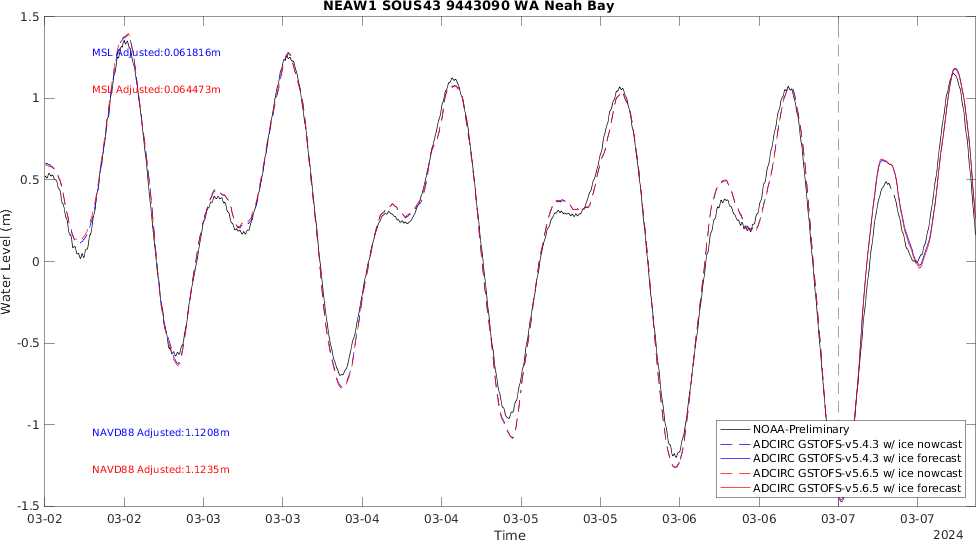 NEAW1 SOUS43 9443090 WA Neah Bay
1.5
1
0.5
0
-0.5
-1
-1.5
Water Level (m)
MSL Adjusted:0.061816m
MSL Adjusted:0.064473m
NAVD88 Adjusted:1.1208m
NAVD88 Adjusted:1.1235m
NOAA-Preliminary
ADCIRC GSTOFS-v5.4.3 w/ ice nowcast
ADCIRC GSTOFS-v5.4.3 w/ ice forecast
ADCIRC GSTOFS-v5.6.5 w/ ice nowcast
ADCIRC GSTOFS-v5.6.5 w/ ice forecast
03-02 03-02 03-03 03-03 03-04 03-04 03-05 03-05 03-06 03-06 03-07 03-07
Time
2024